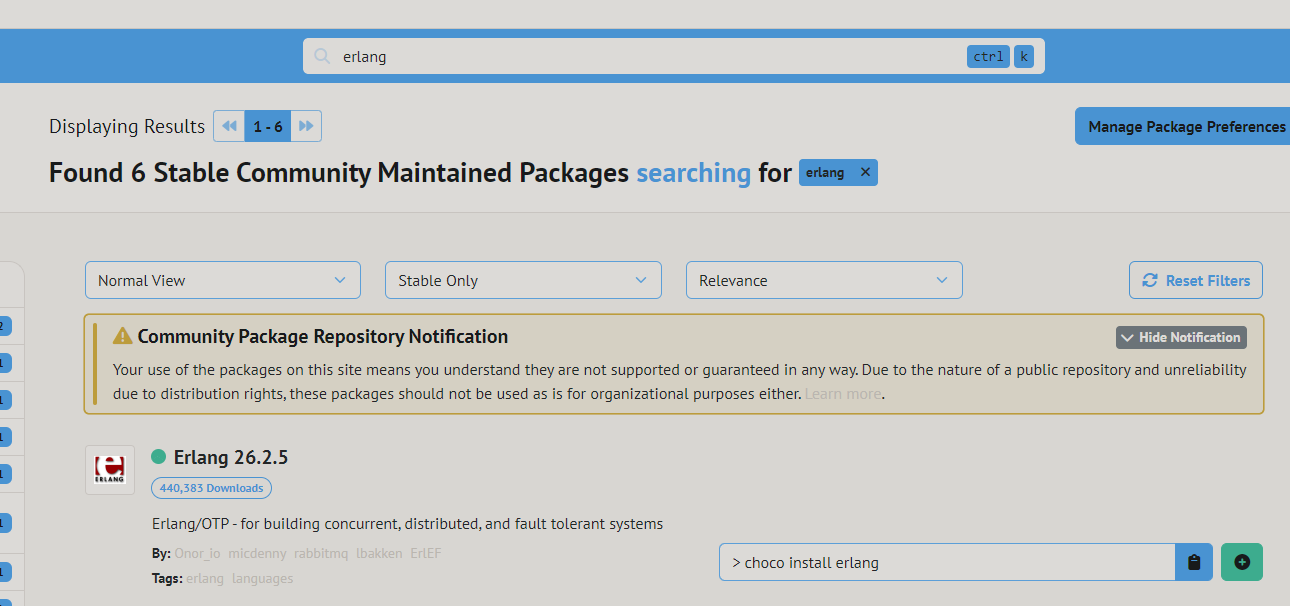 erlang
ctrl k
Displaying Results 1 - 6
Manage Package Preferences
Found 6 Stable Community Maintained Packages searching for erlang
Normal View
Stable Only
Relevance
Reset Filters
Community Package Repository Notification
Hide Notification
Your use of the packages on this site means you understand they are not supported or guaranteed in any way. Due to the nature of a public repository and unreliability
due to distribution rights, these packages should not be used as is for organizational purposes either. Learn more.
ERLANG
Erlang 26.2.5
440,383 Downloads
Erlang/OTP - for building concurrent, distributed, and fault tolerant systems
By: Onor_io micdenny rabbitmq lbakken ErlEF
> choco install erlang
Tags: erlang languages